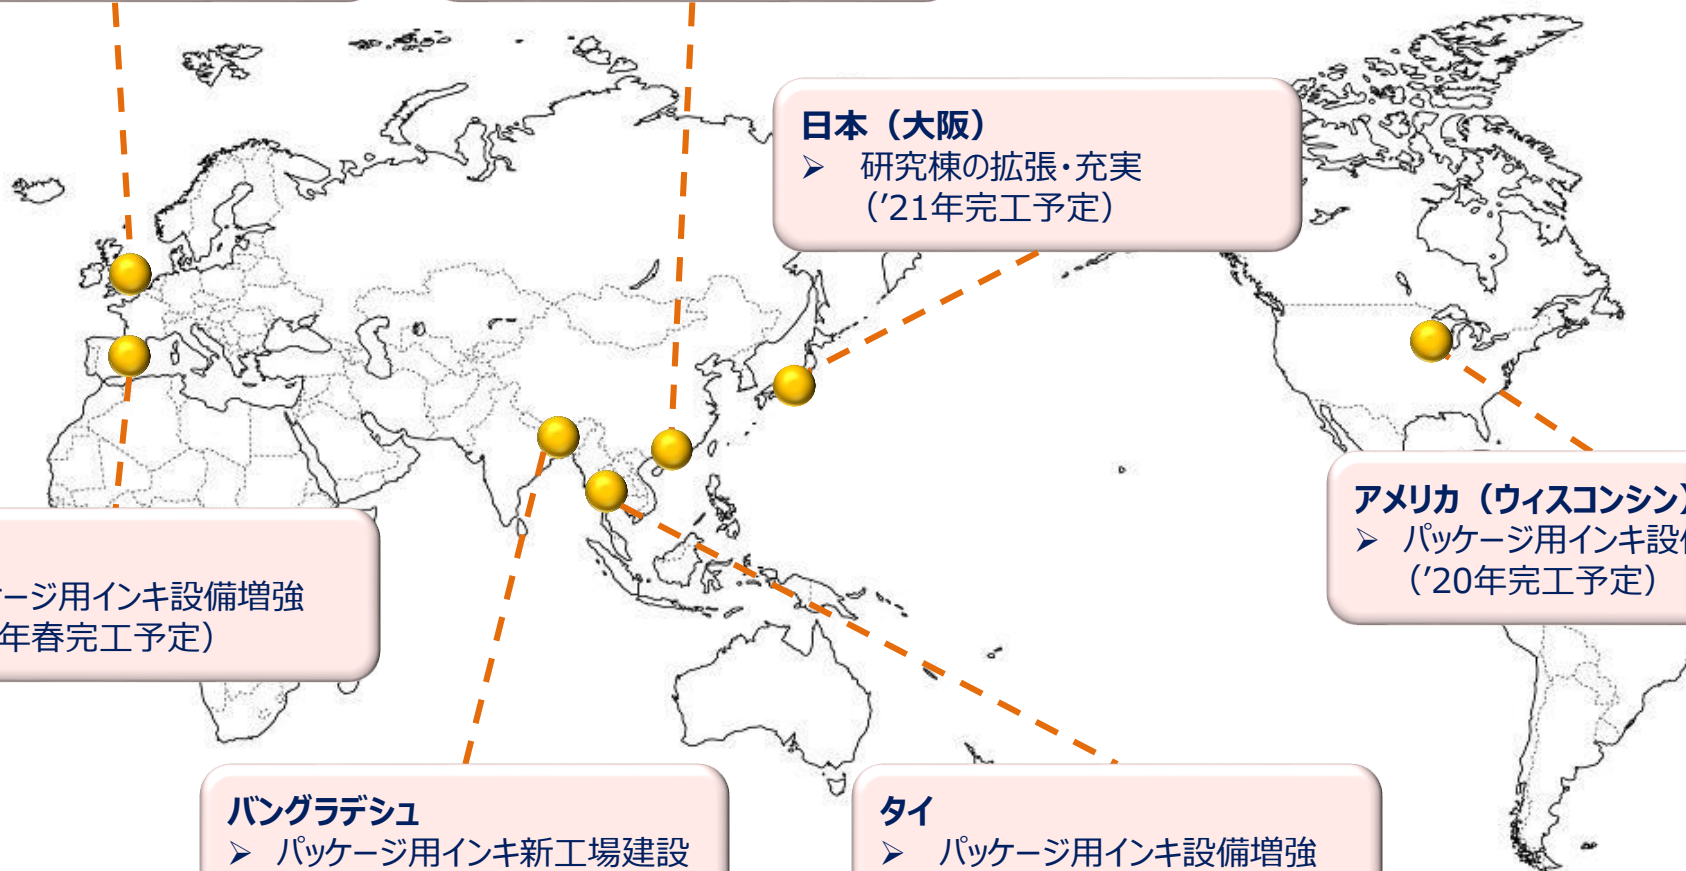 日本（大阪）
➢ 研究棟の拡張・充実
（’21年完工予定）
アメリカ（ウィスコンシン）
➢ パッケージ用インキ設
（’20年完工予定）
ージ用インキ設備増強
年春完工予定）
バングラデシュ
➢ パッケージ用インキ新工場建設
タイ
➢ パッケージ用インキ設備増強